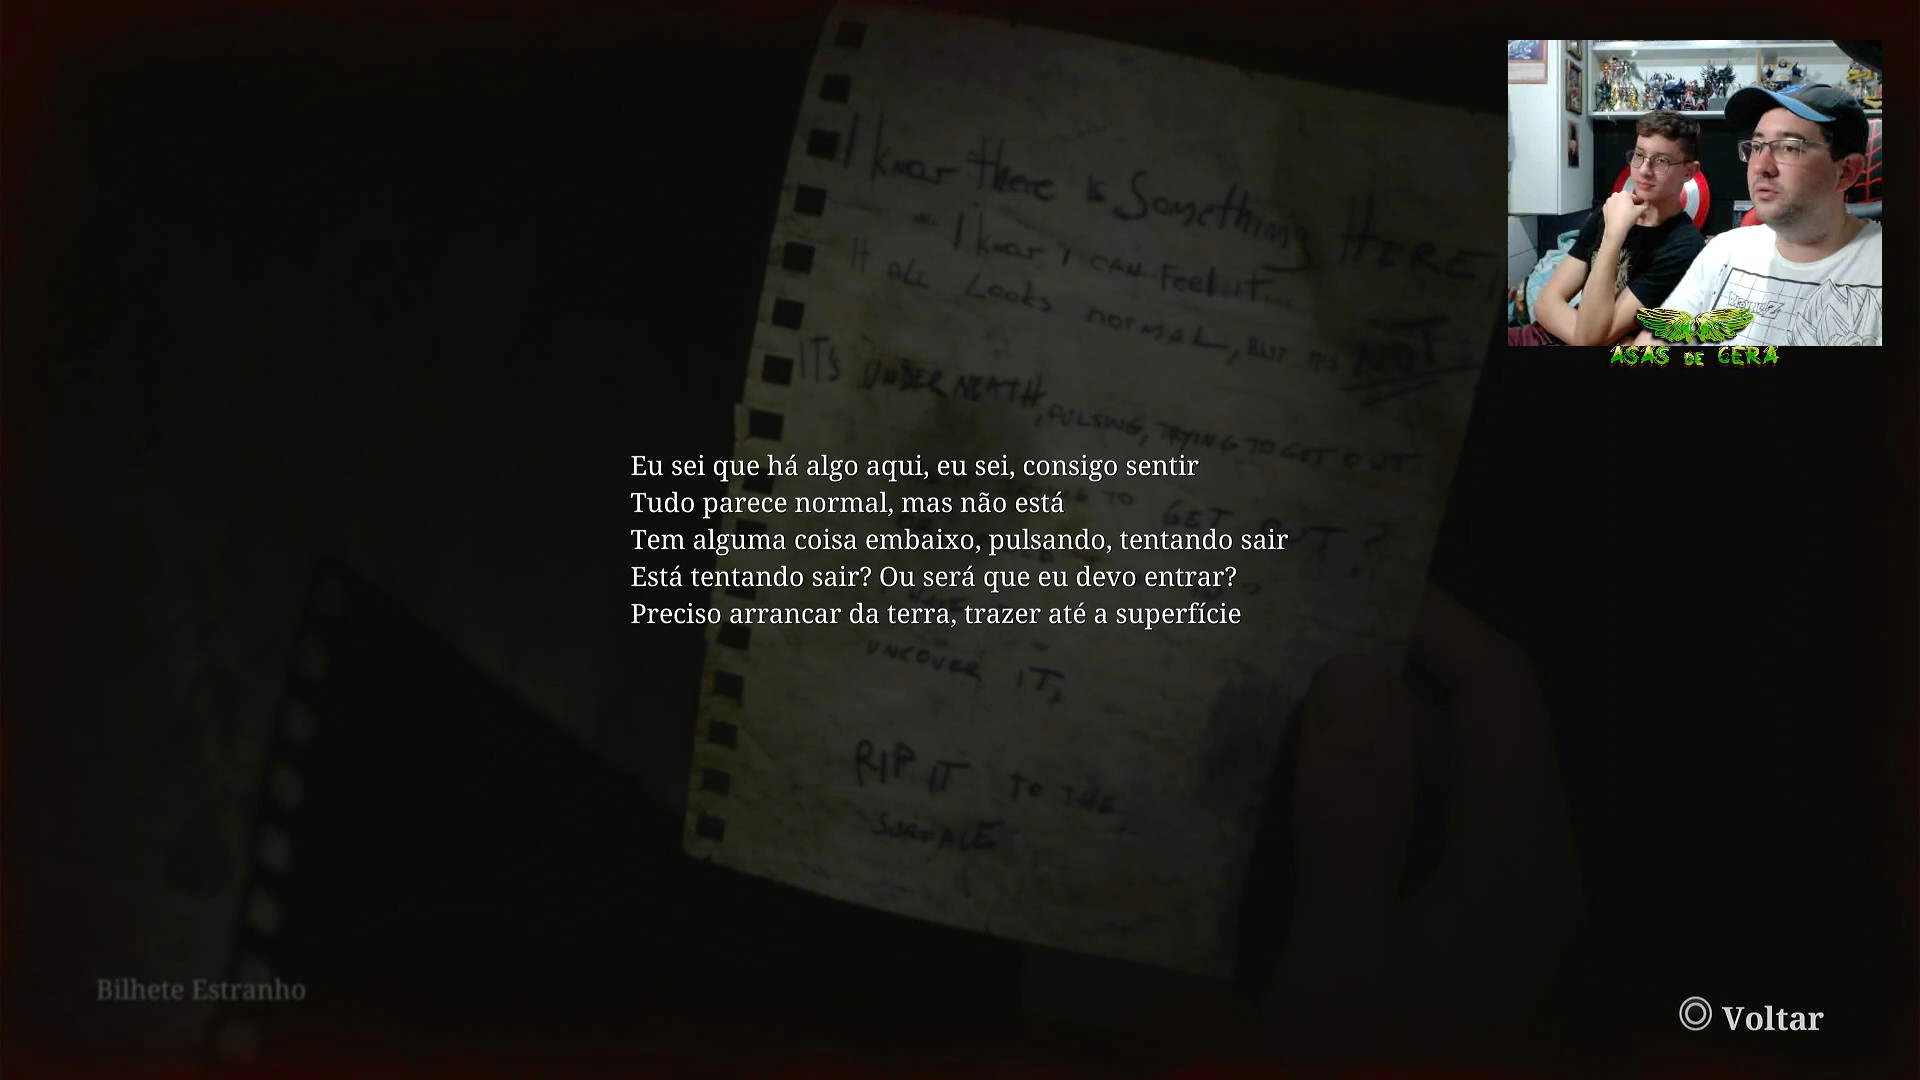 I know there is Something HERE!
I know I can Feel IT...
It all Looks normal, but it's NOT
IT'S UNDERNEATH, PULSING, TRYING TO GET OUT
TO GET OUT?
UNCOVER IT,
RIP IT TO THE
SURFACE
Eu sei que há algo aqui, eu sei, consigo sentir
Tudo parece normal, mas não está
Tem alguma coisa embaixo, pulsando, tentando sair
Está tentando sair? Ou será que eu devo entrar?
Preciso arrancar da terra, trazer até a superfície
Bilhete Estranho
Voltar
ASAS DE CERA